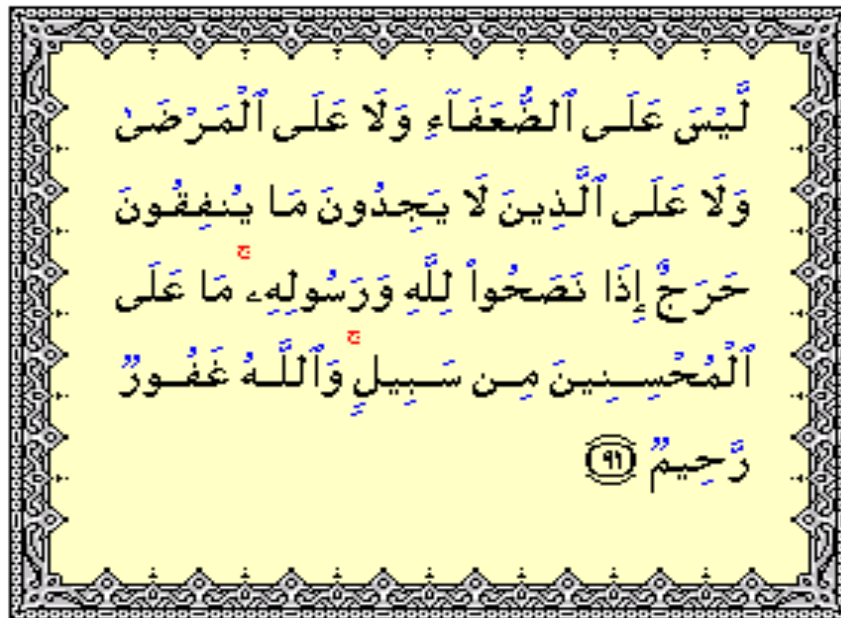 لَّيْسَ عَلَى ٱلضُّعَفَآءِ وَلَا عَلَى ٱلْمَرْضَىٰ
وَلَا عَلَى ٱلَّذِينَ لَا يَجِدُونَ مَا يُنفِقُونَ
حَرَجٌ إِذَا نَصَحُوا۟ لِلَّهِ وَرَسُولِهِۦ ۚ مَا عَلَى
ٱلْمُحْسِنِينَ مِن سَبِيلٍ ۚ وَٱللَّهُ غَفُورٌ
رَّحِيمٌ ٩١